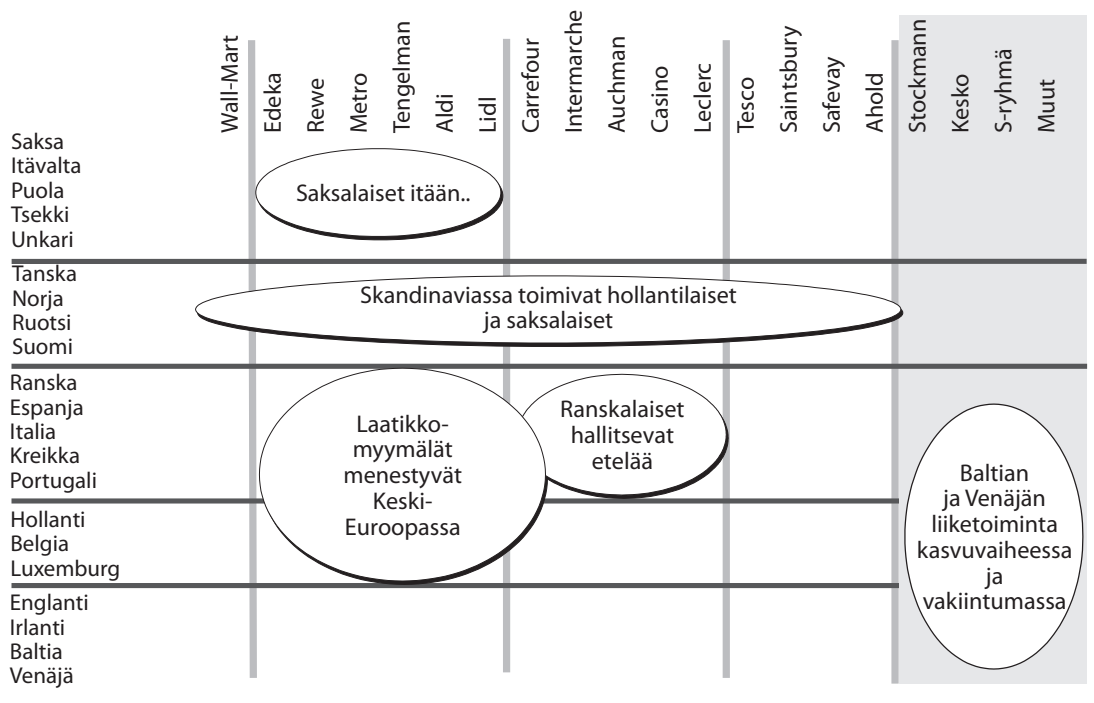 Wall-Mart
Edeka
Rewe
Metro
Tengelman
Aldi
Lidl
Carrefour
Intermarche
Auchman
Casino
Leclerc
Tesco
Saintsbury
Safevay
Ahold
Stockmann
Kesko
S-ryhmä
Muut
Saksa
Itävalta
Puola
Tsekki
Unkari
Saksalaiset itään..
Tanska
Norja
Ruotsi
Suomi
Skandinaviassa toimivat hollantilaiset
ja saksalaiset
Ranska
Espanja
Italia
Kreikka
Portugali
Laatikko-
myymälät
menestyvät
Keski-
Euroopassa
Ranskalaiset
hallitsevat
etelää
Hollanti
Belgia
Luxemburg
Englanti
Irlanti
Baltia
Venäjä
Baltian
ja Venäjän
liiketoiminta
kasvuvaiheessa
ja
vakiintumassa